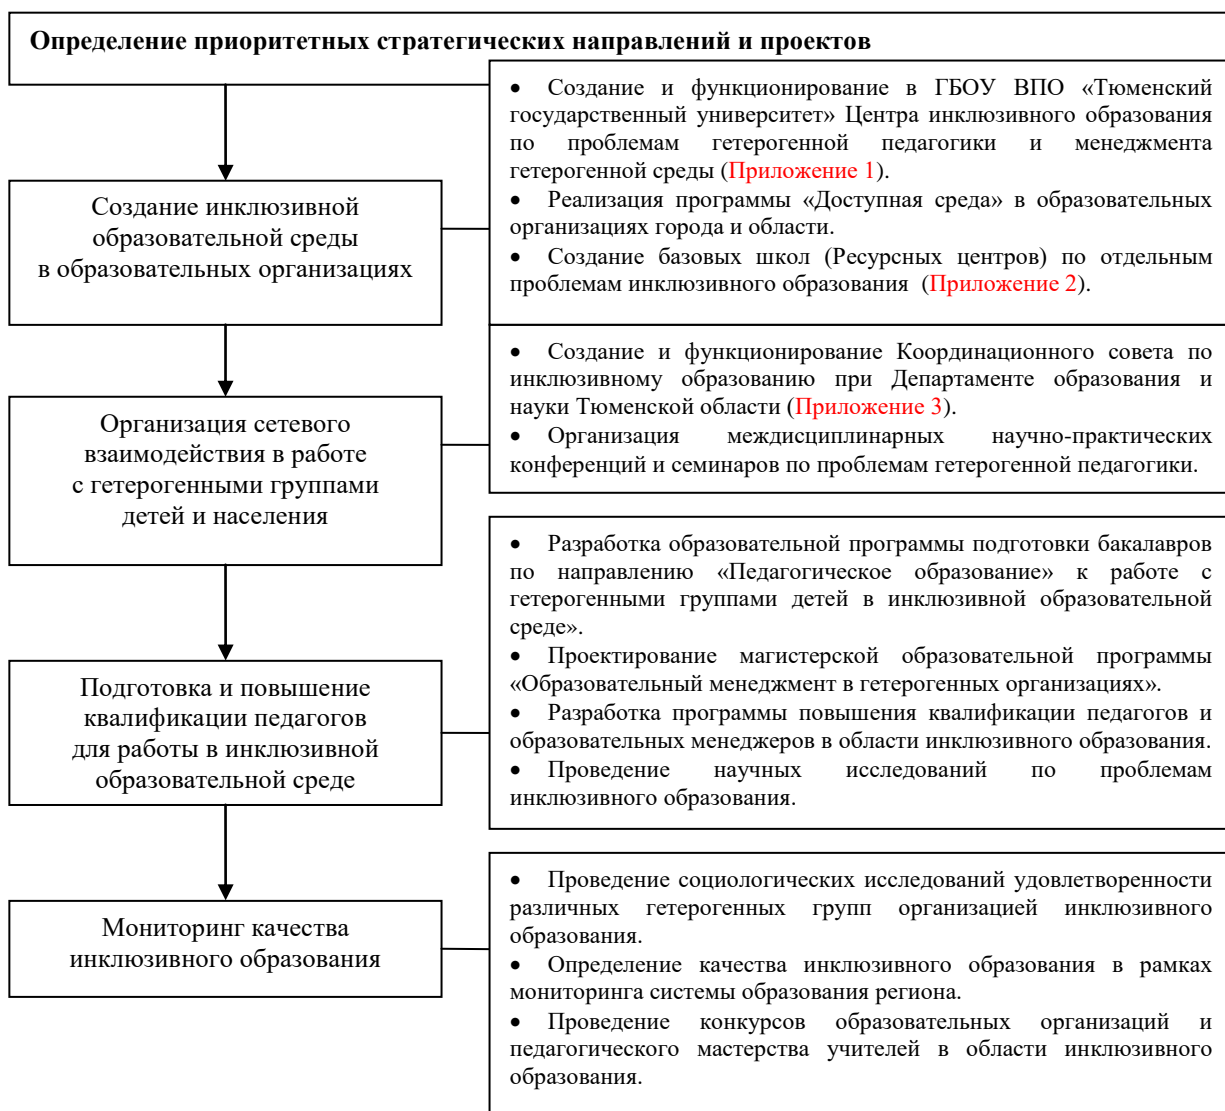 Определение приоритетных стратегических направлений и проектов
Создание инклюзивной
образовательной среды
в образовательных организациях
• Создание и функционирование в ГБОУ ВПО «Тюменский
государственный университет» Центра инклюзивного образования
по проблемам гетерогенной педагогики и менеджмента
гетерогенной среды (Приложение 1).
• Реализация программы «Доступная среда» в образовательных
организациях города и области.
• Создание базовых школ (Ресурсных центров) по отдельным
проблемам инклюзивного образования (Приложение 2).
Организация сетевого
взаимодействия в работе
с гетерогенными группами
детей и населения
• Создание и функционирование Координационного совета по
инклюзивному образованию при Департаменте образования и
науки Тюменской области (Приложение 3).
• Организация междисциплинарных научно-практических
конференций и семинаров по проблемам гетерогенной педагогики.
Подготовка и повышение
квалификации педагогов
для работы в инклюзивной
образовательной среде
• Разработка образовательной программы подготовки бакалавров
по направлению «Педагогическое образование» к работе с
гетерогенными группами детей в инклюзивной образовательной
среде».
• Проектирование магистерской образовательной программы
«Образовательный менеджмент в гетерогенных организациях».
• Разработка программы повышения квалификации педагогов и
образовательных менеджеров в области инклюзивного образования.
• Проведение научных исследований по проблемам
инклюзивного образования.
Мониторинг качества
инклюзивного образования
• Проведение социологических исследований удовлетворенности
различных гетерогенных групп организацией инклюзивного
образования.
• Определение качества инклюзивного образования в рамках
мониторинга системы образования региона.
• Проведение конкурсов образовательных организаций и
педагогического мастерства учителей в области инклюзивного
образования.